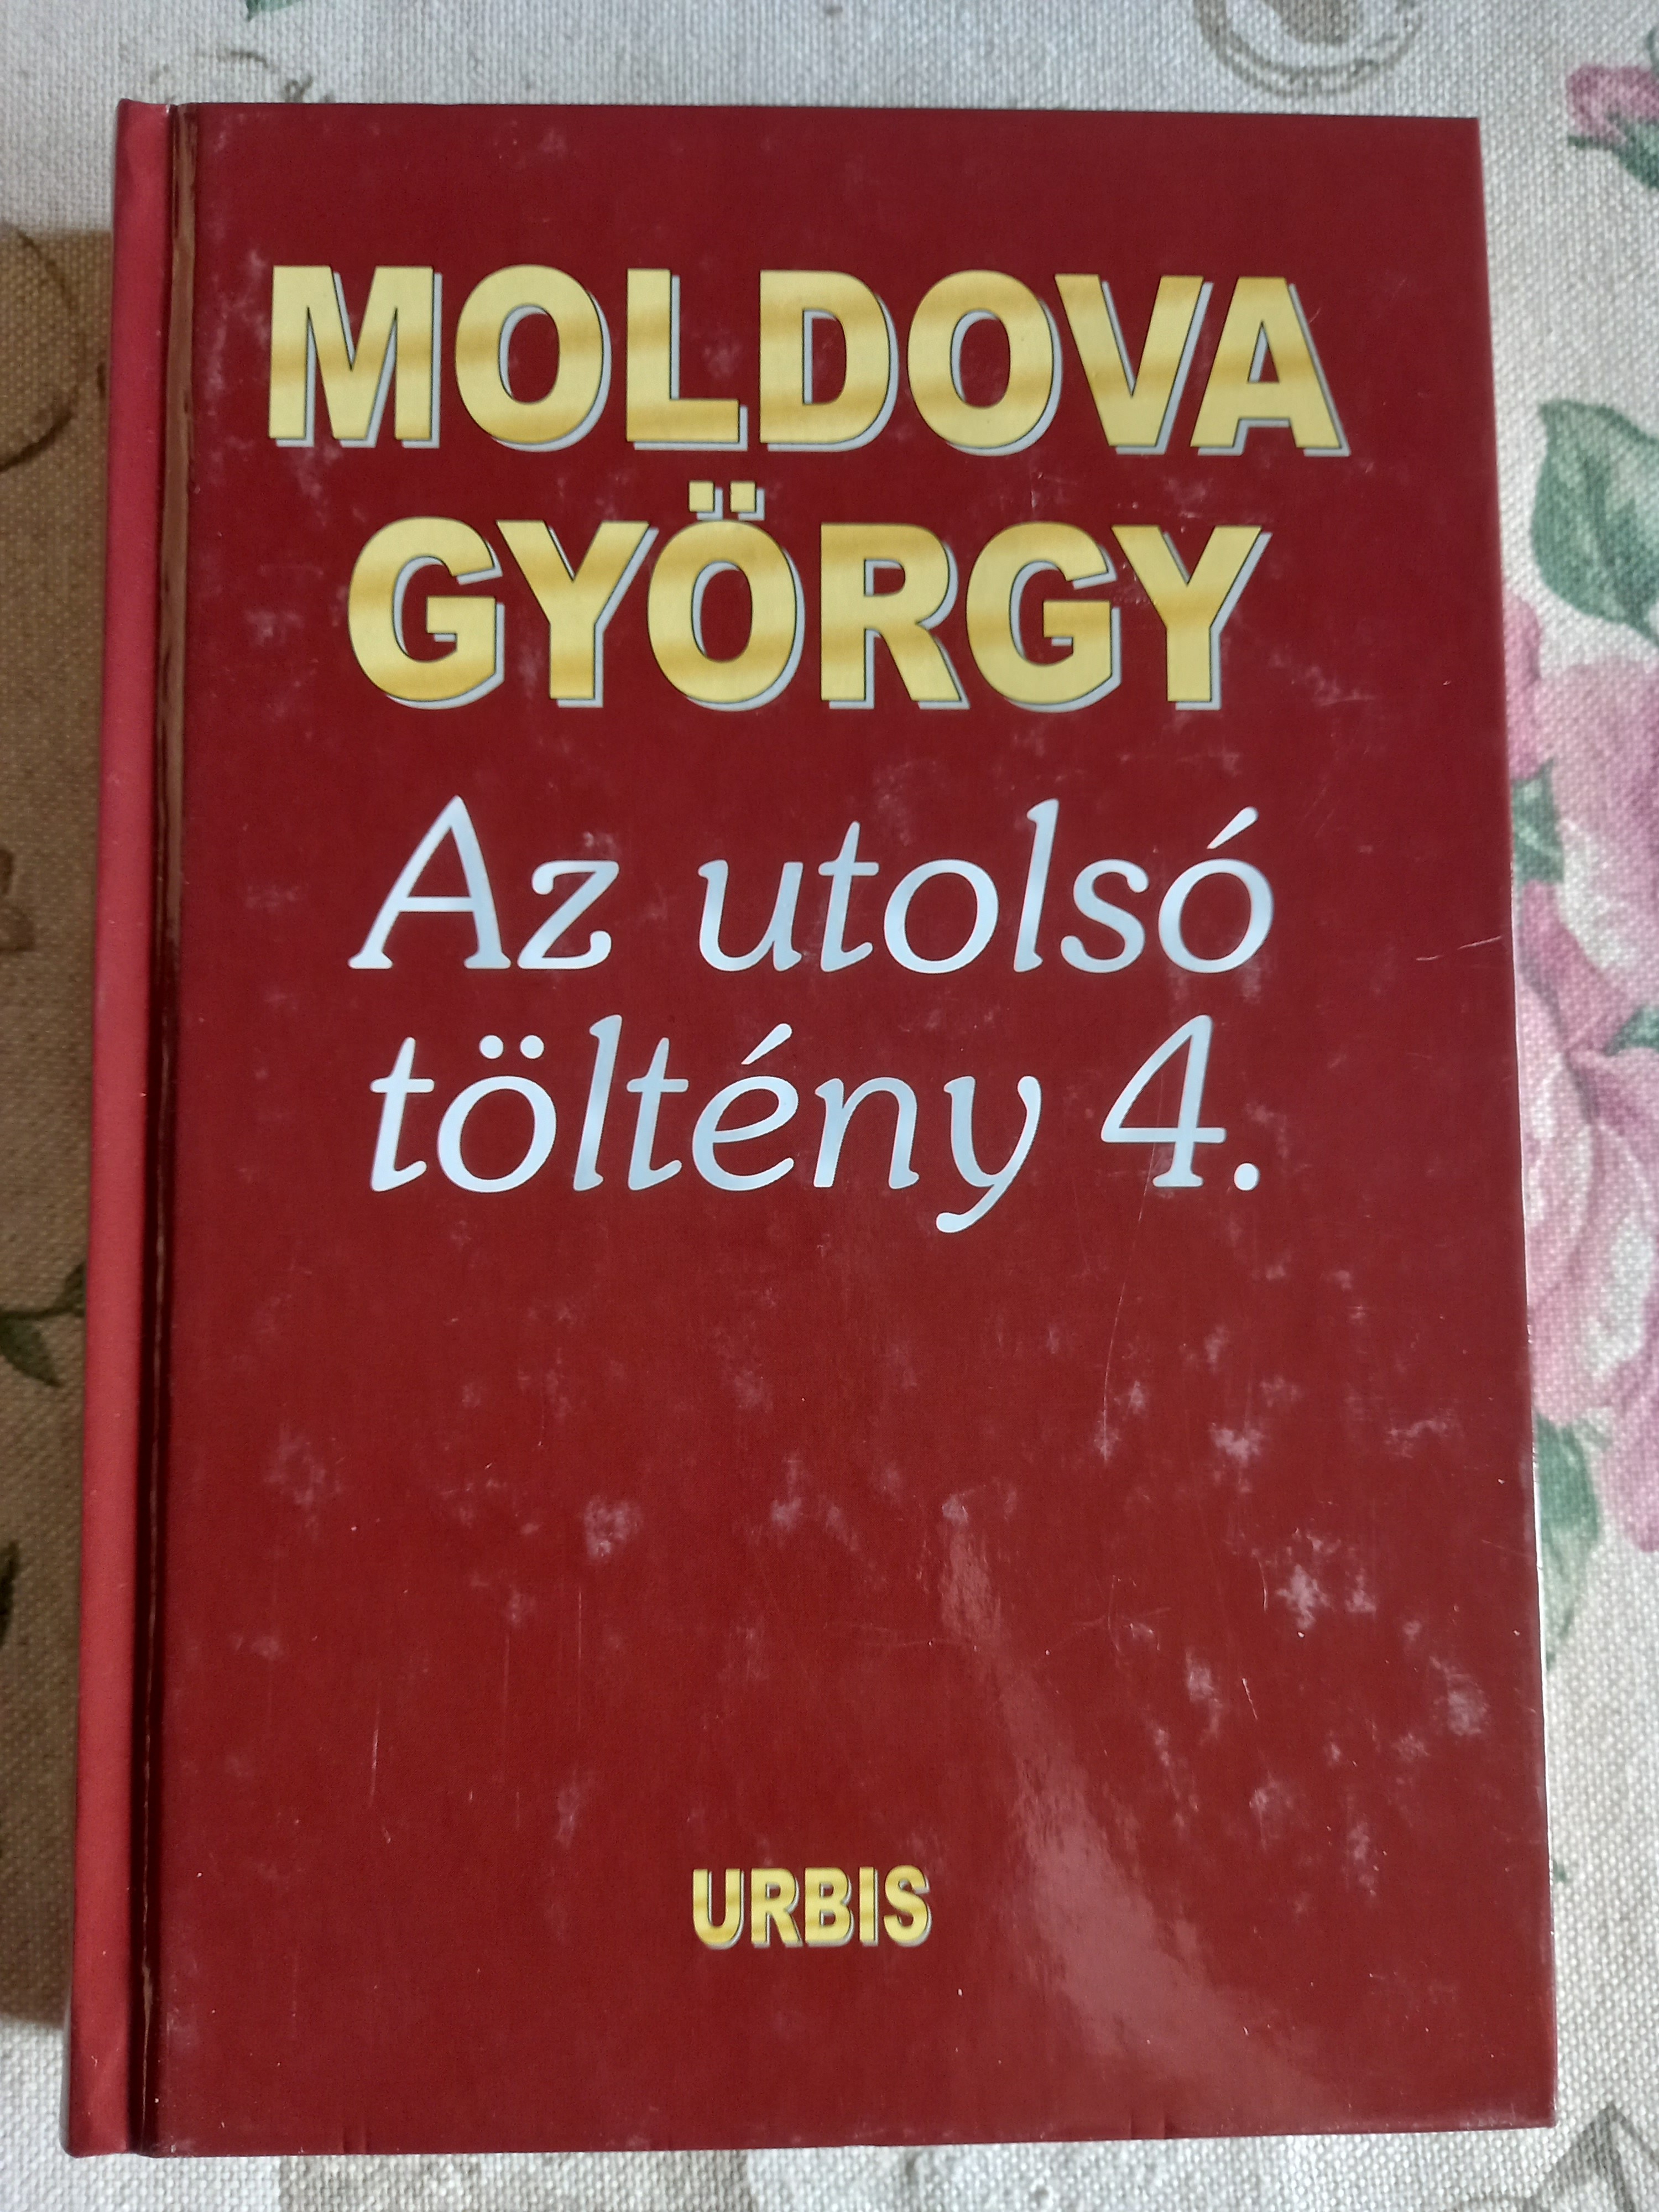 MOLDOVA
GYÖRGY
Az utolsó
töltény 4.
URBIS